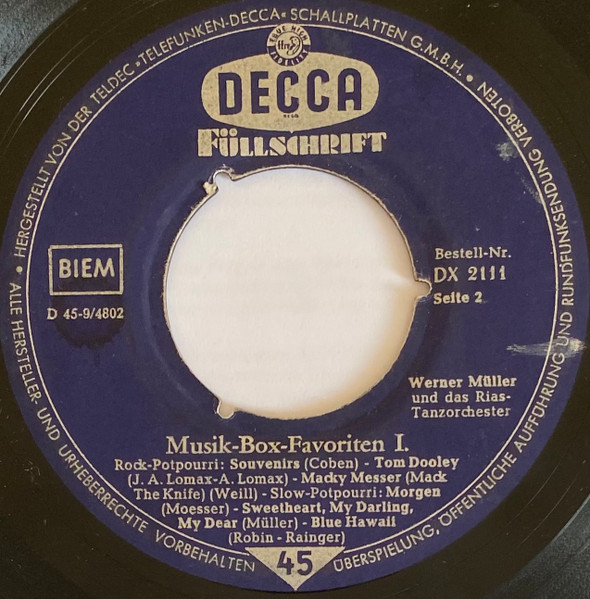 • HERGESTELLT VON DER TELDEC »TELEFUNKEN-DECCA« SCHALLPLATTEN G.M.B.H. •
DECCA
FÜLLSCHRIFT
BIEM
D 45-9/4802
Bestell-Nr.
DX 2111
Seite 2
Werner Müller
und das Rias-
Tanzorchester
Musik-Box-Favoriten I.
Rock-Potpourri: Souvenirs (Coben) - Tom Dooley
(J. A. Lomax-A. Lomax) - Macky Messer (Mack
The Knife) (Weill) - Slow-Potpourri: Morgen
(Moesser) - Sweetheart, My Darling,
My Dear (Müller) - Blue Hawaii
(Robin - Rainger)
45
ALLE HERSTELLER- UND URHEBERRECHTE VORBEHALTEN
ÜBERSPIELUNG, ÖFFENTLICHE AUFFÜHRUNG UND RUNDFUNKSENDUNG VERBOTEN